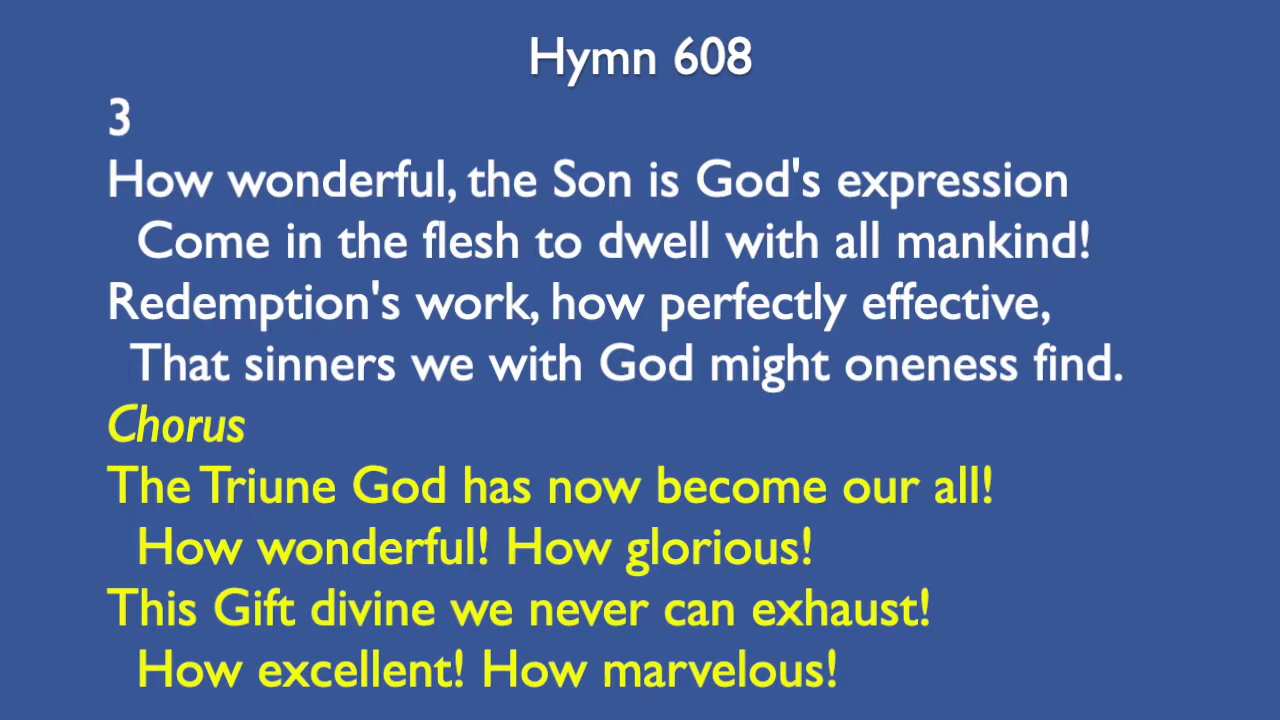 Hymn 608
3
How wonderful, the Son is God's expression
Come in the flesh to dwell with all mankind!
Redemption's work, how perfectly effective,
That sinners we with God might oneness find.
Chorus
The Triune God has now become our all!
How wonderful! How glorious!
This Gift divine we never can exhaust!
How excellent! How marvelous!